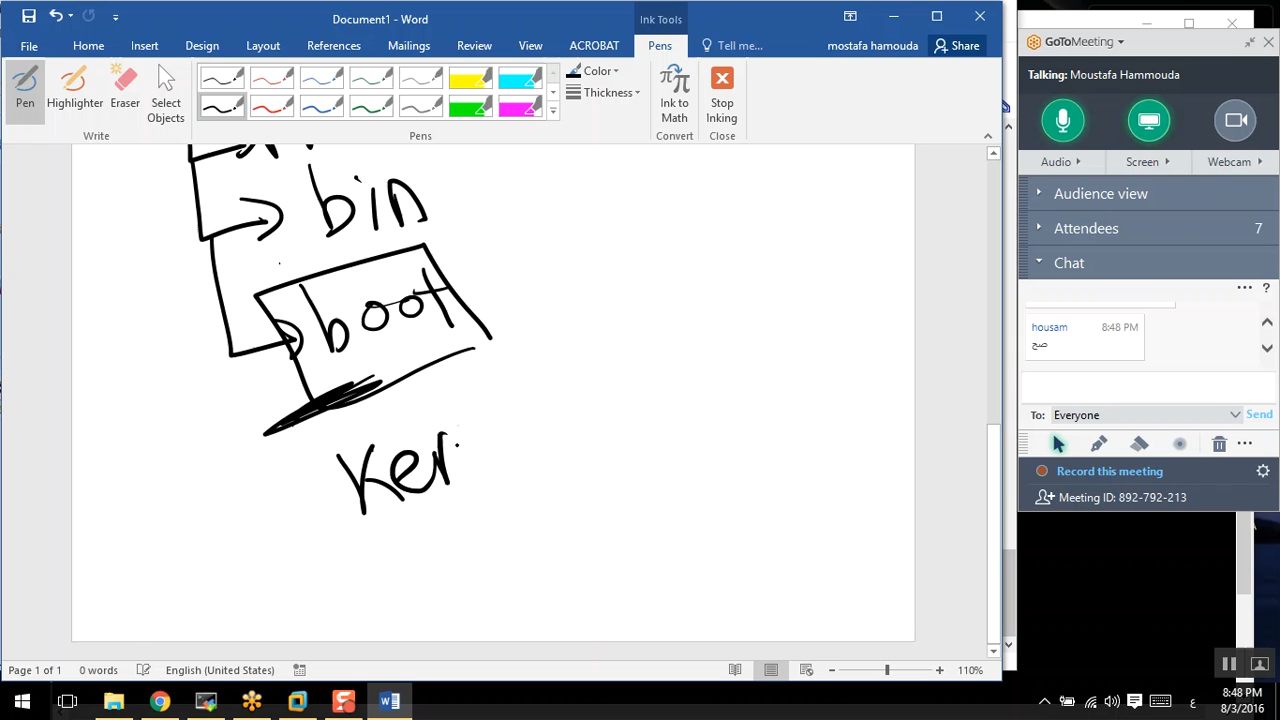 Document1 - Word
Ink Tools
File
Home
Insert
Design
Layout
References
Mailings
Review
View
ACROBAT
Pens
Tell me...
mostafa hamouda
Share
Pen
Highlighter
Eraser
Select
Objects
Color
Thickness
Ink to
Math
Stop
Inking
Write
Pens
Convert
Close
bin
boot
Ker
Page 1 of 1
0 words
English (United States)
110%
GoToMeeting
Talking: Moustafa Hammouda
Audio
Screen
Webcam
Audience view
Attendees
7
Chat
?
housam
8:48 PM
صح
To:
Everyone
Send
Record this meeting
Meeting ID: 892-792-213
ع
8:48 PM
8/3/2016